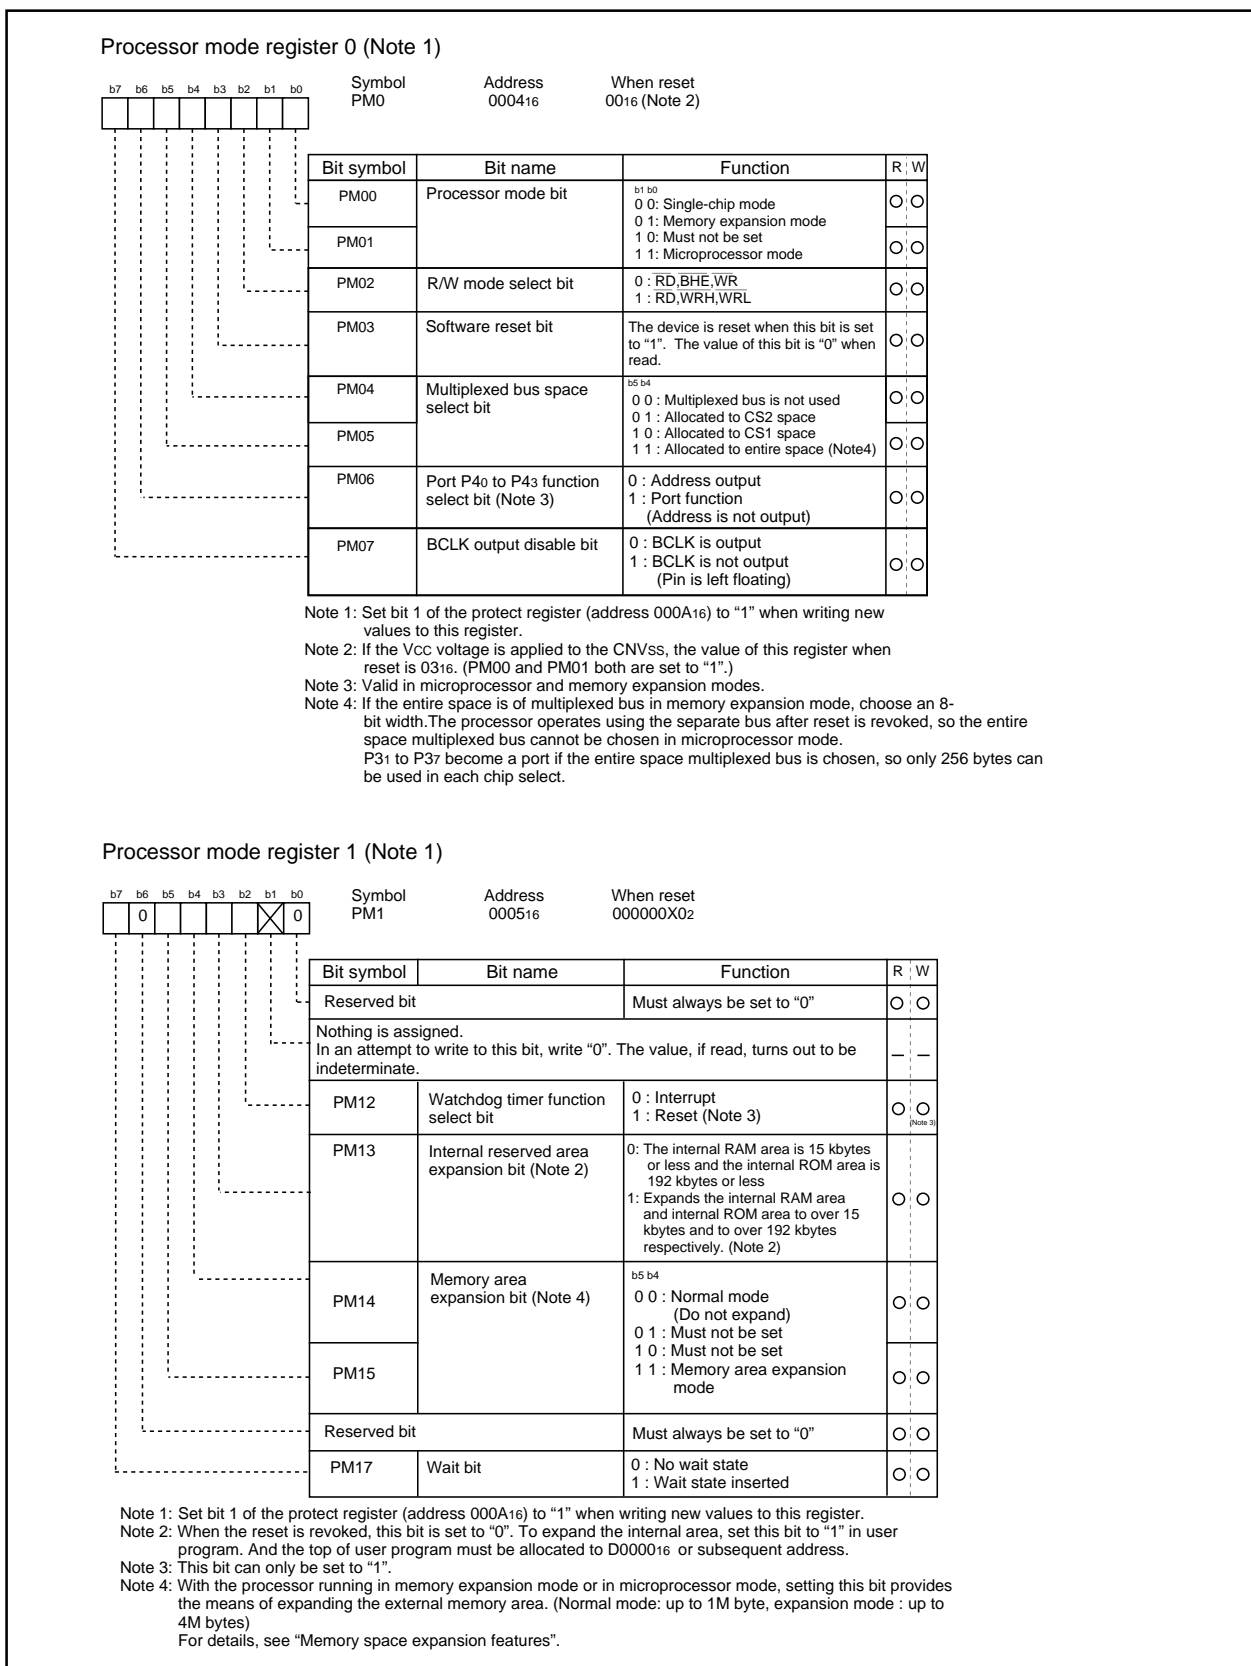 Processor mode register 0 (Note 1)
b7 b6 b5 b4 b3 b2 b1 b0
Symbol Address When reset
PM0 000416 0016 (Note 2)
Bit symbol Bit name Function R W
PM00 Processor mode bit b1 b0
0 0: Single-chip mode
0 1: Memory expansion mode
PM01 1 0: Must not be set
1 1: Microprocessor mode
PM02 R/W mode select bit 0 : RD,BHE,WR
1 : RD,WRH,WRL
PM03 Software reset bit The device is reset when this bit is set
to “1”. The value of this bit is “0” when
read.
PM04 Multiplexed bus space b5 b4
select bit 0 0 : Multiplexed bus is not used
0 1 : Allocated to CS2 space
PM05 1 0 : Allocated to CS1 space
1 1 : Allocated to entire space (Note4)
PM06 Port P40 to P43 function 0 : Address output
select bit (Note 3) 1 : Port function
(Address is not output)
PM07 BCLK output disable bit 0 : BCLK is output
1 : BCLK is not output
(Pin is left floating)
Note 1: Set bit 1 of the protect register (address 000A16) to “1” when writing new
values to this register.
Note 2: If the VCC voltage is applied to the CNVSS, the value of this register when
reset is 0316. (PM00 and PM01 both are set to “1”.)
Note 3: Valid in microprocessor and memory expansion modes.
Note 4: If the entire space is of multiplexed bus in memory expansion mode, choose an 8-
bit width.The processor operates using the separate bus after reset is revoked, so the entire
space multiplexed bus cannot be chosen in microprocessor mode.
P31 to P37 become a port if the entire space multiplexed bus is chosen, so only 256 bytes can
be used in each chip select.
Processor mode register 1 (Note 1)
b7 b6 b5 b4 b3 b2 b1 b0
0 0
Symbol Address When reset
PM1 000516 000000X02
Bit symbol Bit name Function R W
Reserved bit Must always be set to “0”
Nothing is assigned.
In an attempt to write to this bit, write “0”. The value, if read, turns out to be
indeterminate.
PM12 Watchdog timer function 0 : Interrupt
select bit 1 : Reset (Note 3)
(Note 3)
PM13 Internal reserved area 0: The internal RAM area is 15 kbytes
expansion bit (Note 2) or less and the internal ROM area is
192 kbytes or less
1: Expands the internal RAM area
and internal ROM area to over 15
kbytes and to over 192 kbytes
respectively. (Note 2)
PM14 Memory area b5 b4
expansion bit (Note 4) 0 0 : Normal mode
(Do not expand)
0 1 : Must not be set
1 0 : Must not be set
PM15 1 1 : Memory area expansion
mode
Reserved bit Must always be set to “0”
PM17 Wait bit 0 : No wait state
1 : Wait state inserted
Note 1: Set bit 1 of the protect register (address 000A16) to “1” when writing new values to this register.
Note 2: When the reset is revoked, this bit is set to “0”. To expand the internal area, set this bit to “1” in user
program. And the top of user program must be allocated to D000016 or subsequent address.
Note 3: This bit can only be set to “1”.
Note 4: With the processor running in memory expansion mode or in microprocessor mode, setting this bit provides
the means of expanding the external memory area. (Normal mode: up to 1M byte, expansion mode : up to
4M bytes)
For details, see “Memory space expansion features”.